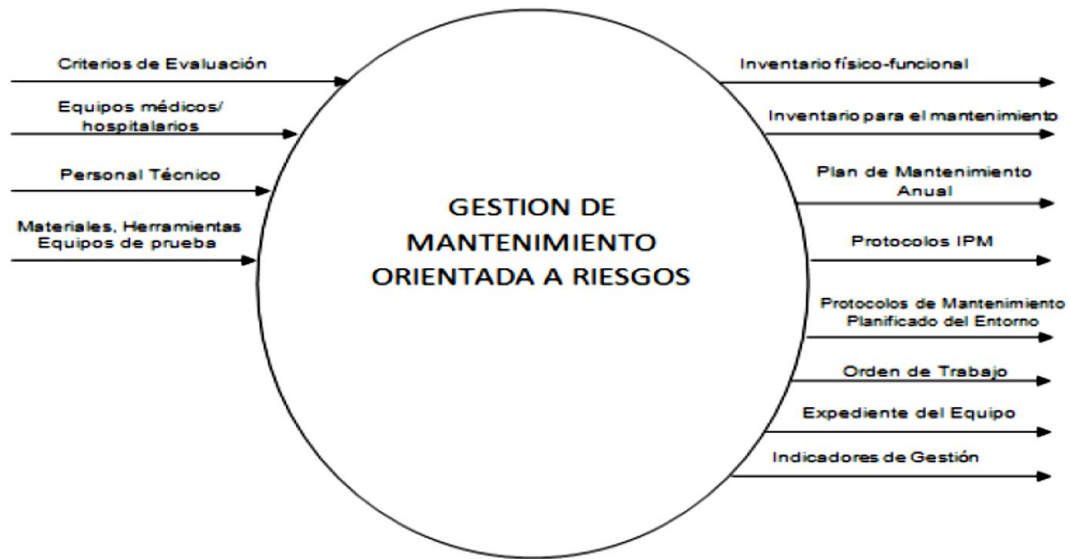 Criterios de Evaluación
Equipos médicos/
hospitalarios
Personal Técnico
Materiales, Herramientas
Equipos de prueba
GESTION DE
MANTENIMIENTO
ORIENTADA A RIESGOS
Inventario físico-funcional
Inventario para el mantenimiento
Plan de Mantenimiento
Anual
Protocolos IPM
Protocolos de Mantenimiento
Planificado del Entorno
Orden de Trabajo
Expediente del Equipo
Indicadores de Gestión